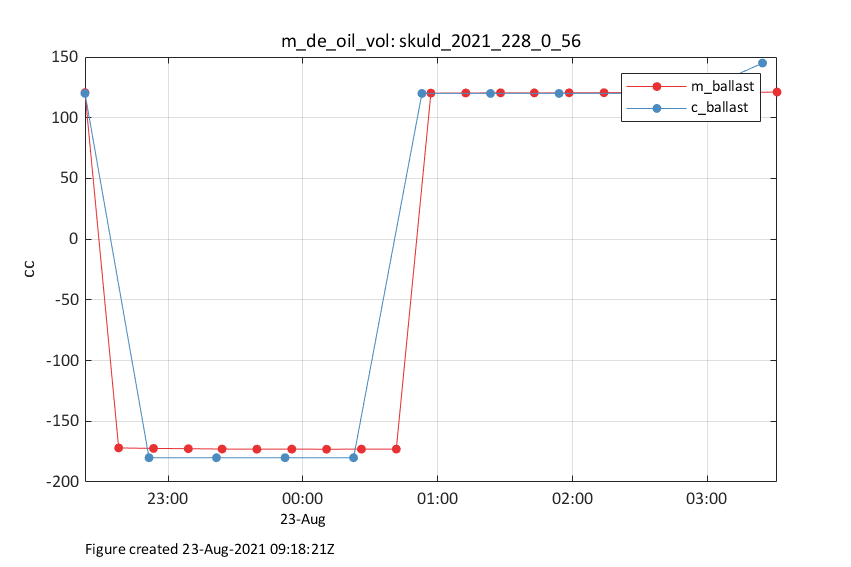 m_de_oil_vol: skuld_2021_228_0_56
150
100
50
0
-50
-100
-150
-200
cc
m_ballast
c_ballast
23:00
00:00
01:00
02:00
03:00
23-Aug
Figure created 23-Aug-2021 09:18:21Z